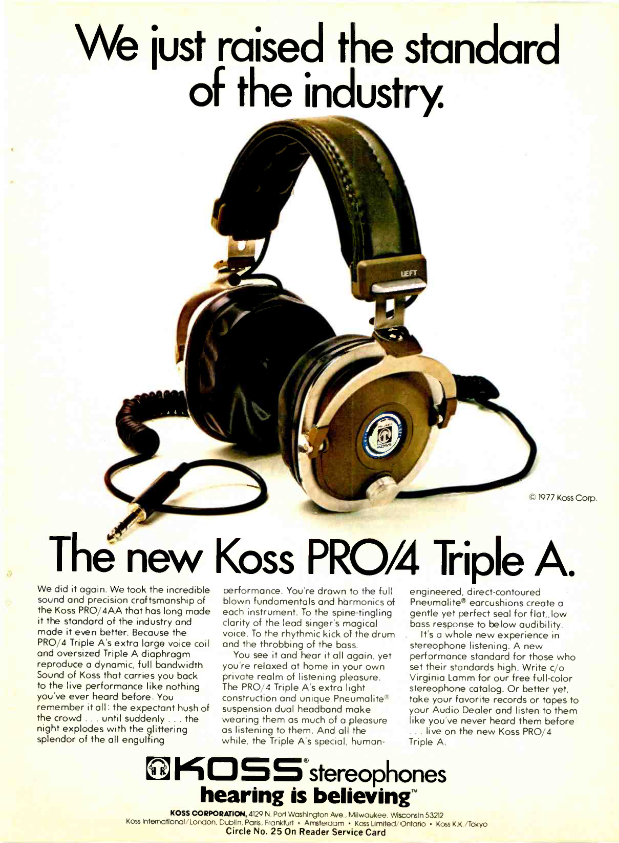 We just raised the standard
of the industry.
LEFT
© 1977 Koss Corp.
The new Koss PRO/4 Triple A.
We did it again. We took the incredible
sound and precision craftsmanship of
the Koss PRO/4AA that has long made
it the standard of the industry and
made it even better. Because the
PRO/4 Triple A's extra large voice coil
and oversized Triple A diaphragm
reproduce a dynamic, full bandwidth
Sound of Koss that carries you back
to the live performance like nothing
you've ever heard before. You
remember it all: the expectant hush of
the crowd . . . until suddenly . . . the
night explodes with the glittering
splendor of the all engulfing
performance. You're drawn to the full
blown fundamentals and harmonics of
each instrument. To the spine-tingling
clarity of the lead singer's magical
voice. To the rhythmic kick of the drum
and the throbbing of the bass.
You see it and hear it all again, yet
you're relaxed at home in your own
private realm of listening pleasure.
The PRO/4 Triple A's extra light
construction and unique Pneumalite®
suspension dual headband make
wearing them as much of a pleasure
as listening to them. And all the
while, the Triple A's special, human-
engineered, direct-contoured
Pneumalite® earcushions create a
gentle yet perfect seal for flat, low
bass response to below audibility.
It's a whole new experience in
stereophone listening. A new
performance standard for those who
set their standards high. Write c/o
Virginia Lamm for our free full-color
stereophone catalog. Or better yet,
take your favorite records or tapes to
your Audio Dealer and listen to them
like you've never heard them before
. . . live on the new Koss PRO/4
Triple A.
KOSS® stereophones
hearing is believing™
KOSS CORPORATION, 4129 N. Port Washington Ave., Milwaukee, Wisconsin 53212
Koss International/London, Dublin, Paris, Frankfurt • Amsterdam • Koss Limited/Ontario • Koss K.K./Tokyo
Circle No. 25 On Reader Service Card